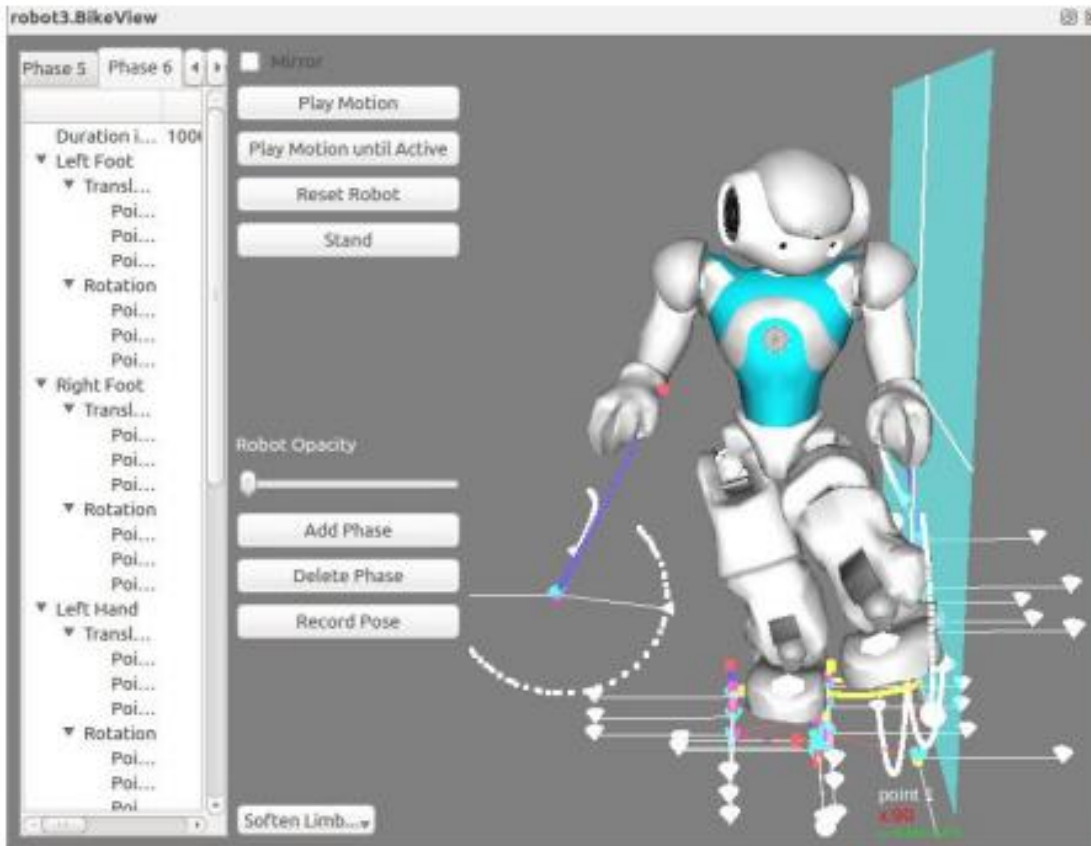 robot3.BikeView
Phase 5
Phase 6
Mirror
Play Motion
Play Motion until Active
Reset Robot
Stand
Duration i...
Left Foot
Transl...
Poi...
Poi...
Poi...
Rotation
Poi...
Poi...
Poi...
Right Foot
Transl...
Poi...
Poi...
Poi...
Rotation
Poi...
Poi...
Poi...
Left Hand
Transl...
Poi...
Poi...
Poi...
Rotation
Poi...
Poi...
Poi...
Robot Opacity
Add Phase
Delete Phase
Record Pose
Soften Limb...
point 1
x:90